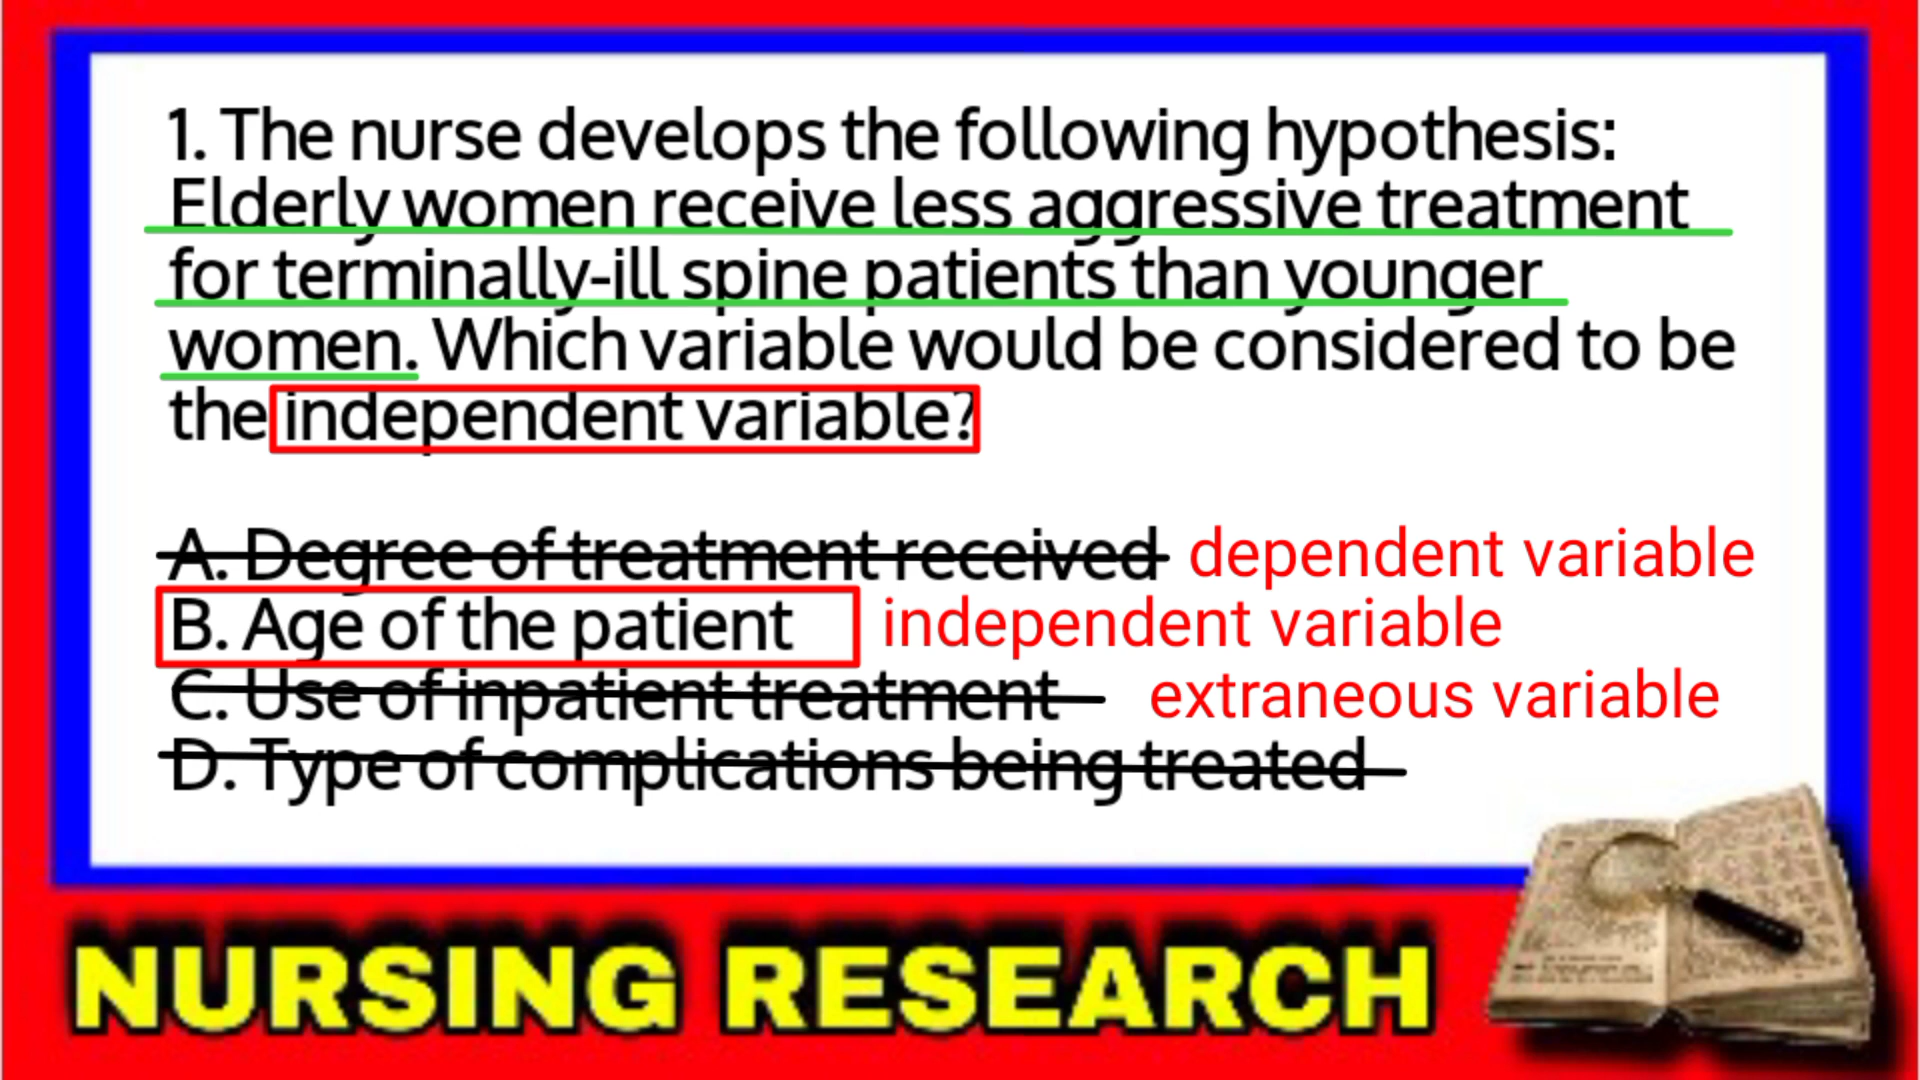 1. The nurse develops the following hypothesis:
Elderly women receive less aggressive treatment
for terminally-ill spine patients than younger
women. Which variable would be considered to be
the independent variable?
A. Degree of treatment received dependent variable
B. Age of the patient independent variable
C. Use of inpatient treatment extraneous variable
D. Type of complications being treated
NURSING RESEARCH